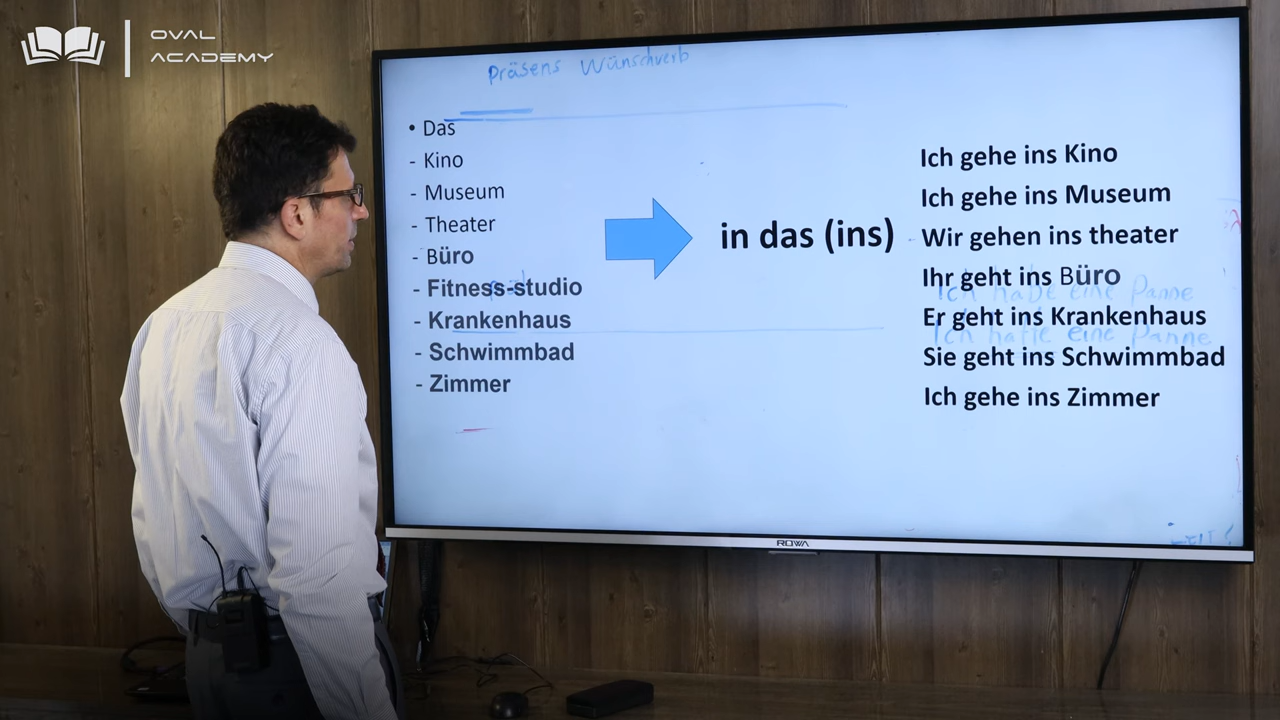 OVAL
ACADEMY
Präsens Wünschverb
• Das
- Kino
- Museum
- Theater
- Büro
- Fitness-studio
- Krankenhaus
- Schwimmbad
- Zimmer
in das (ins)
Ich gehe ins Kino
Ich gehe ins Museum
Wir gehen ins theater
Ihr geht ins Büro
Ich habe eine Panne
Er geht ins Krankenhaus
Ich hatte eine Panne
Sie geht ins Schwimmbad
Ich gehe ins Zimmer
ROWA